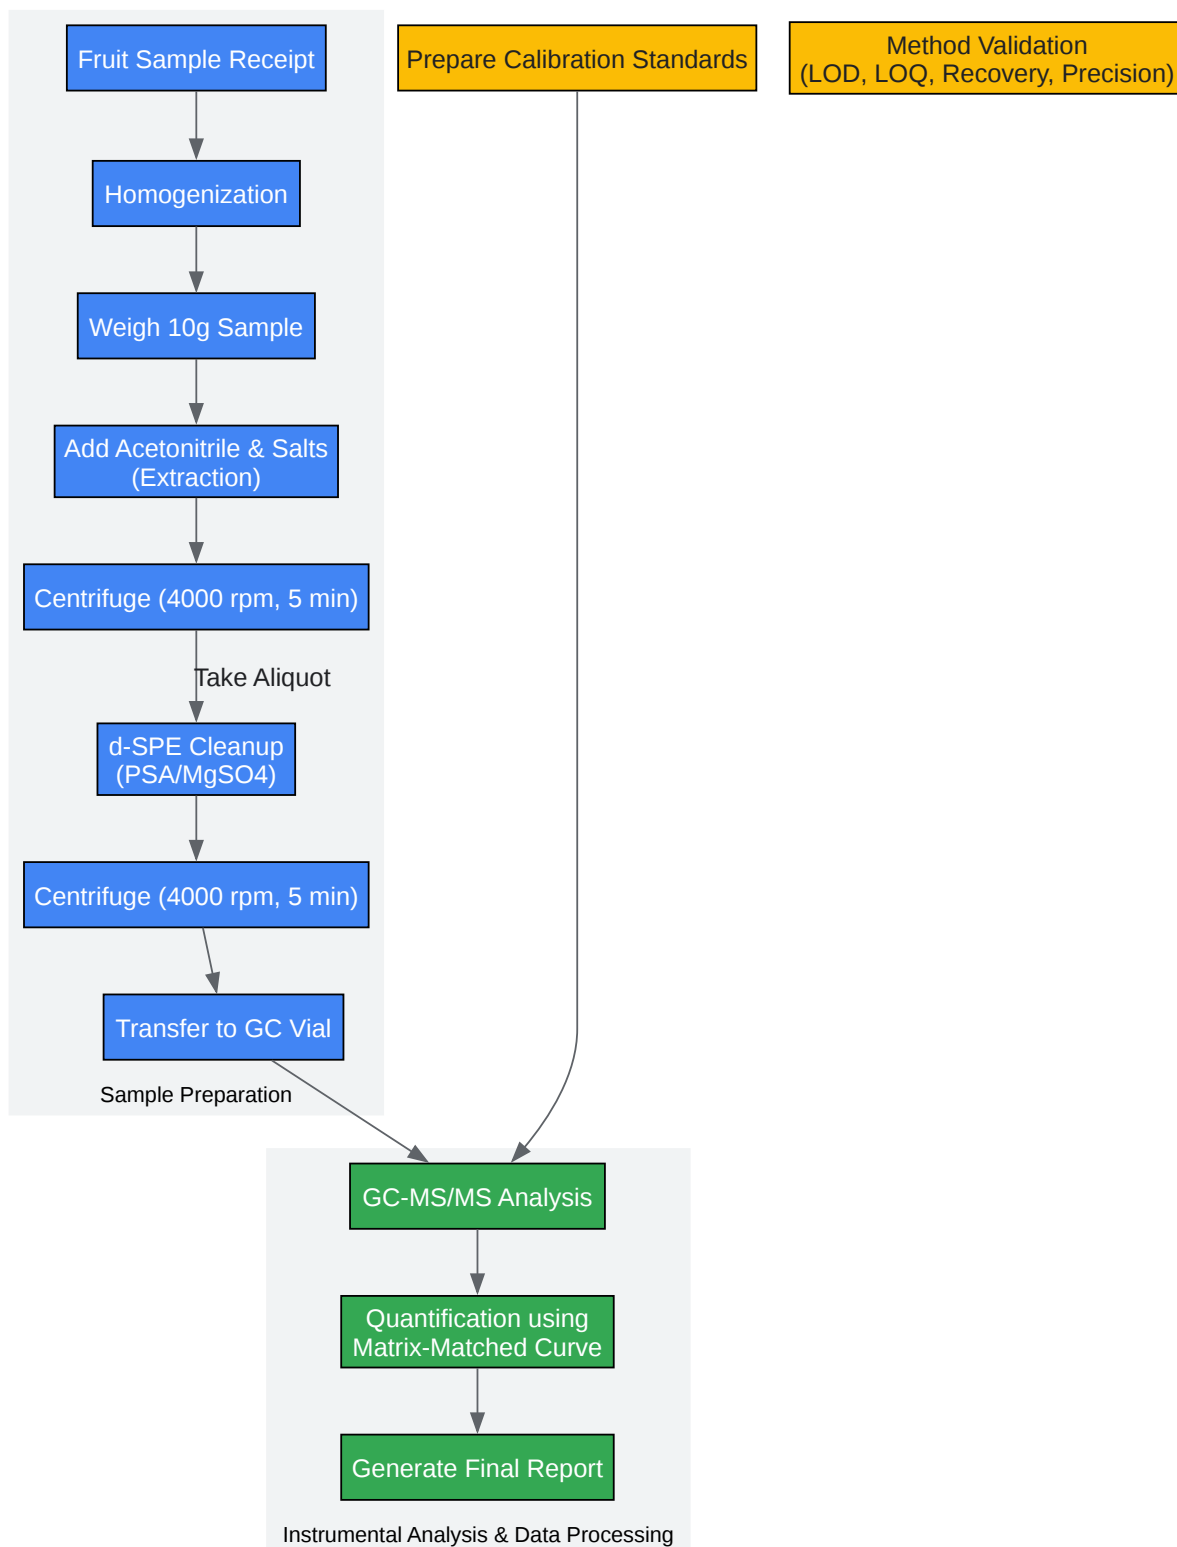 Fruit Sample Receipt
Prepare Calibration Standards
Method Validation
(LOD, LOQ, Recovery, Precision)
Homogenization
Weigh 10g Sample
Add Acetonitrile & Salts
(Extraction)
Centrifuge (4000 rpm, 5 min)
Take Aliquot
d-SPE Cleanup
(PSA/MgSO4)
Centrifuge (4000 rpm, 5 min)
Transfer to GC Vial
Sample Preparation
GC-MS/MS Analysis
Quantification using
Matrix-Matched Curve
Generate Final Report
Instrumental Analysis & Data Processing